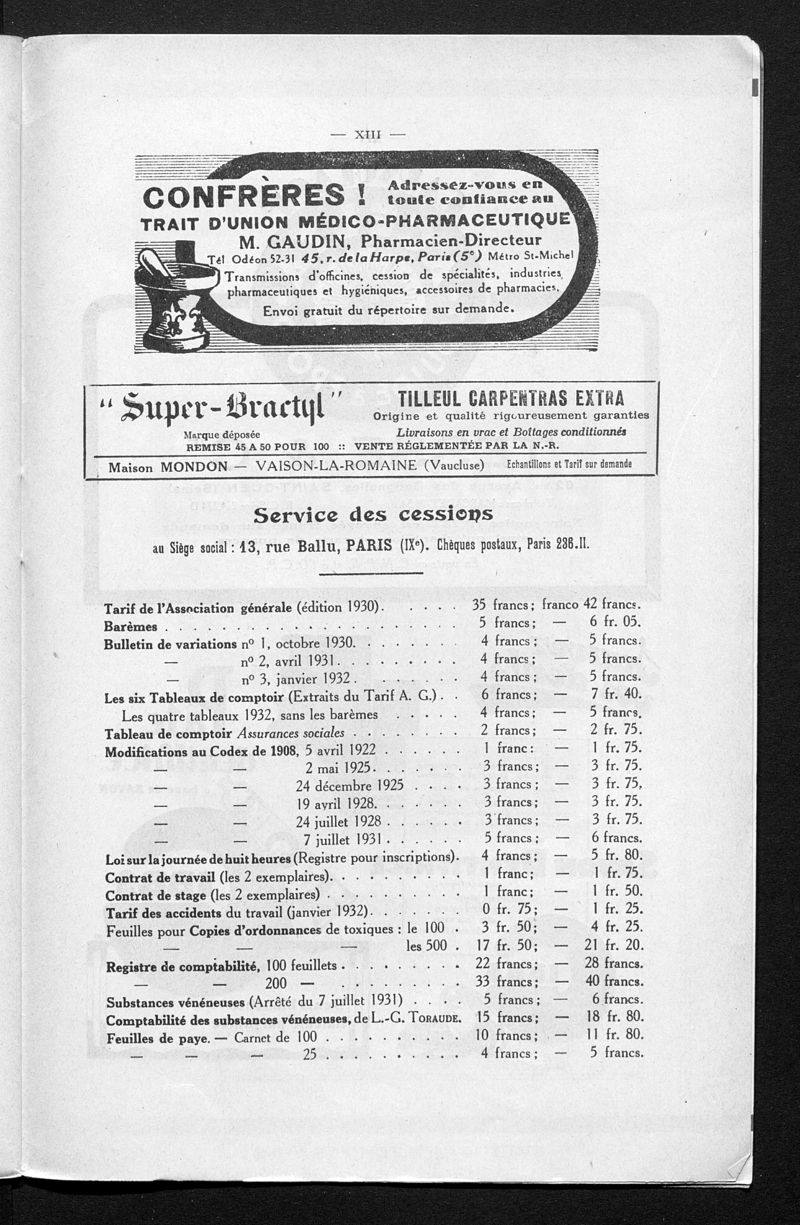 — XIII —
CONFRÈRES ! Adressez-vous en
toute confiance au
TRAIT D'UNION MÉDICO-PHARMACEUTIQUE
M. GAUDIN, Pharmacien-Directeur
Tél Odéon 52-31 45, r. de la Harpe, Paris (5e) Métro St-Michel
Transmissions d'officines, cession de spécialités, industries,
pharmaceutiques et hygiéniques, accessoires de pharmacies.
Envoi gratuit du répertoire sur demande.
“ Super-Bractyl ” TILLEUL CARPENTRAS EXTRA
Origine et qualité rigoureusement garanties
Marque déposée Livraisons en vrac et Bottages conditionnés
REMISE 45 A 50 POUR 100 :: VENTE RÉGLEMENTÉE PAR LA N.-R.
Maison MONDON — VAISON-LA-ROMAINE (Vaucluse) Echantillons et Tarif sur demande
Service des cessions
au Siège social : 13, rue Ballu, PARIS (IXe). Chèques postaux, Paris 236.II.
Tarif de l'Association générale (édition 1930). . . . . 35 francs ; franco 42 francs.
Barèmes . . . . . . . . . . . . . . . . . . 5 francs ; — 6 fr. 05.
Bulletin de variations nº 1, octobre 1930. . . . . . . 4 francs ; — 5 francs.
— nº 2, avril 1931. . . . . . . . 4 francs ; — 5 francs.
— nº 3, janvier 1932 . . . . . . . 4 francs ; — 5 francs.
Les six Tableaux de comptoir (Extraits du Tarif A. G.) . . 6 francs ; — 7 fr. 40.
Les quatre tableaux 1932, sans les barèmes . . . . . 4 francs ; — 5 francs.
Tableau de comptoir Assurances sociales . . . . . . . . 2 francs ; — 2 fr. 75.
Modifications au Codex de 1908, 5 avril 1922 . . . . . . 1 franc : — 1 fr. 75.
— — 2 mai 1925. . . . . . . 3 francs ; — 3 fr. 75.
— — 24 décembre 1925 . . . . 3 francs ; — 3 fr. 75,
— — 19 avril 1928. . . . . . . 3 francs ; — 3 fr. 75.
— — 24 juillet 1928 . . . . . . 3 francs ; — 3 fr. 75.
— — 7 juillet 1931 . . . . . . 5 francs ; — 6 francs.
Loi sur la journée de huit heures (Registre pour inscriptions). 4 francs ; — 5 fr. 80.
Contrat de travail (les 2 exemplaires). . . . . . . . . 1 franc ; — 1 fr. 75.
Contrat de stage (les 2 exemplaires) . . . . . . . . . 1 franc ; — 1 fr. 50.
Tarif des accidents du travail (janvier 1932). . . . . . . 0 fr. 75 ; — 1 fr. 25.
Feuilles pour Copies d'ordonnances de toxiques : le 100 . 3 fr. 50 ; — 4 fr. 25.
— — — les 500 . 17 fr. 50 ; — 21 fr. 20.
Registre de comptabilité, 100 feuillets . . . . . . . . . 22 francs ; — 28 francs.
— — 200 — . . . . . . . . . 33 francs ; — 40 francs.
Substances vénéneuses (Arrêté du 7 juillet 1931) . . . . 5 francs ; — 6 francs.
Comptabilité des substances vénéneuses, de L.-G. TORAUDE. 15 francs ; — 18 fr. 80.
Feuilles de paye. — Carnet de 100 . . . . . . . . . . 10 francs ; — 11 fr. 80.
— — — 25 . . . . . . . . . . 4 francs ; — 5 francs.